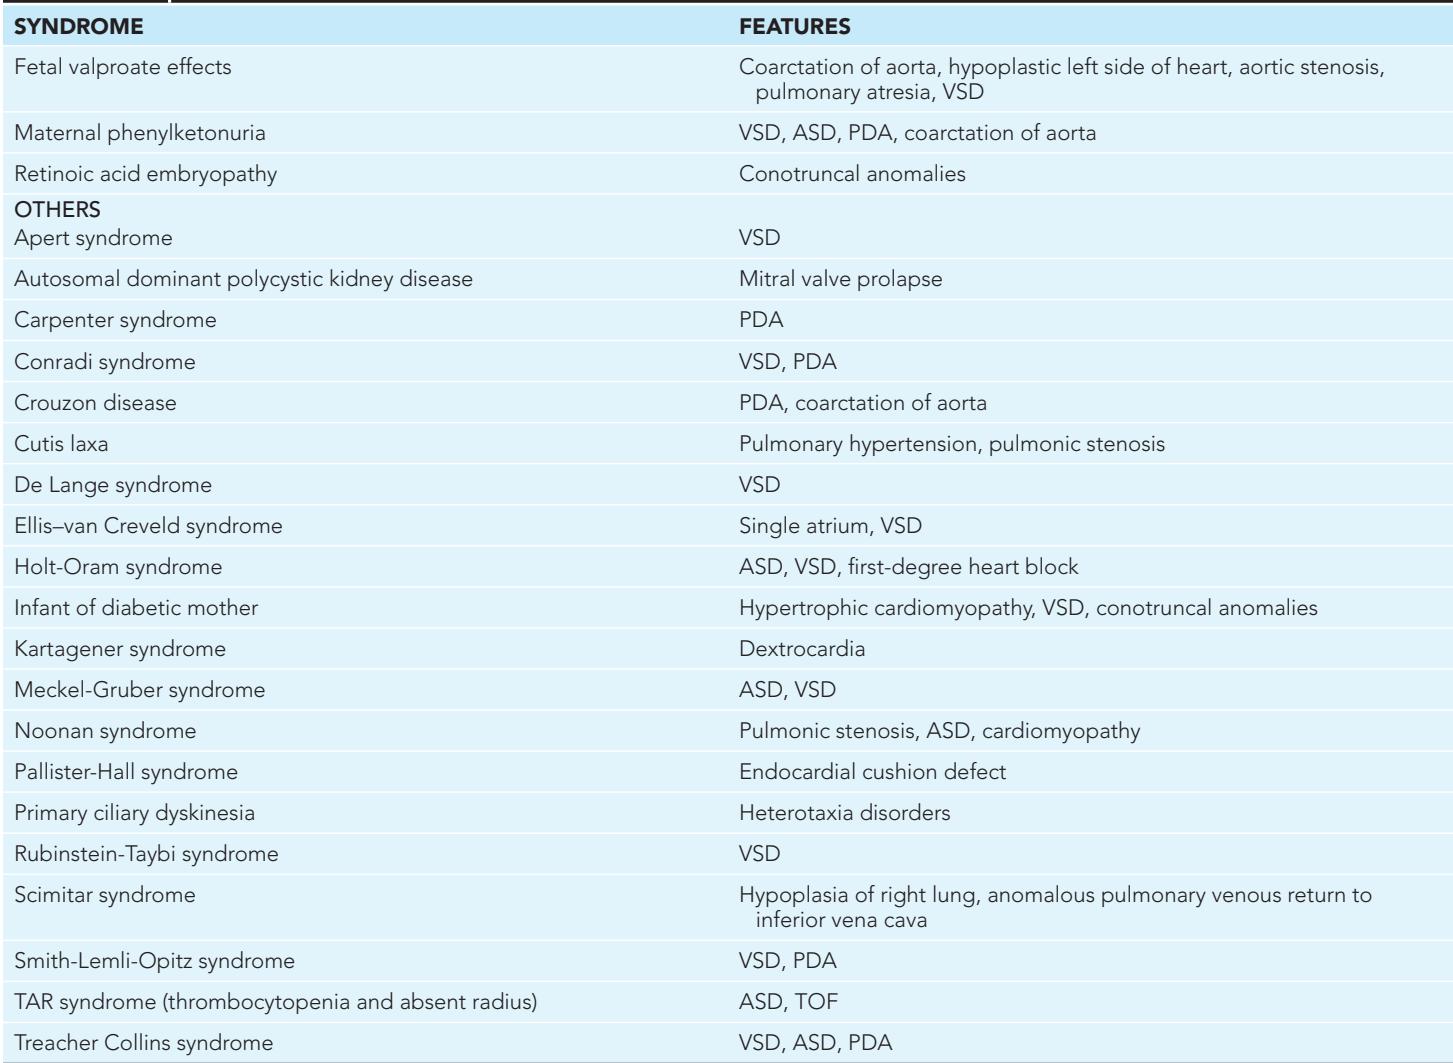 SYNDROME FEATURES
Fetal valproate effects Coarctation of aorta, hypoplastic left side of heart, aortic stenosis,
pulmonary atresia, VSD
Maternal phenylketonuria VSD, ASD, PDA, coarctation of aorta
Retinoic acid embryopathy Conotruncal anomalies
OTHERS
Apert syndrome VSD
Autosomal dominant polycystic kidney disease Mitral valve prolapse
Carpenter syndrome PDA
Conradi syndrome VSD, PDA
Crouzon disease PDA, coarctation of aorta
Cutis laxa Pulmonary hypertension, pulmonic stenosis
De Lange syndrome VSD
Ellis–van Creveld syndrome Single atrium, VSD
Holt-Oram syndrome ASD, VSD, first-degree heart block
Infant of diabetic mother Hypertrophic cardiomyopathy, VSD, conotruncal anomalies
Kartagener syndrome Dextrocardia
Meckel-Gruber syndrome ASD, VSD
Noonan syndrome Pulmonic stenosis, ASD, cardiomyopathy
Pallister-Hall syndrome Endocardial cushion defect
Primary ciliary dyskinesia Heterotaxia disorders
Rubinstein-Taybi syndrome VSD
Scimitar syndrome Hypoplasia of right lung, anomalous pulmonary venous return to
inferior vena cava
Smith-Lemli-Opitz syndrome VSD, PDA
TAR syndrome (thrombocytopenia and absent radius) ASD, TOF
Treacher Collins syndrome VSD, ASD, PDA